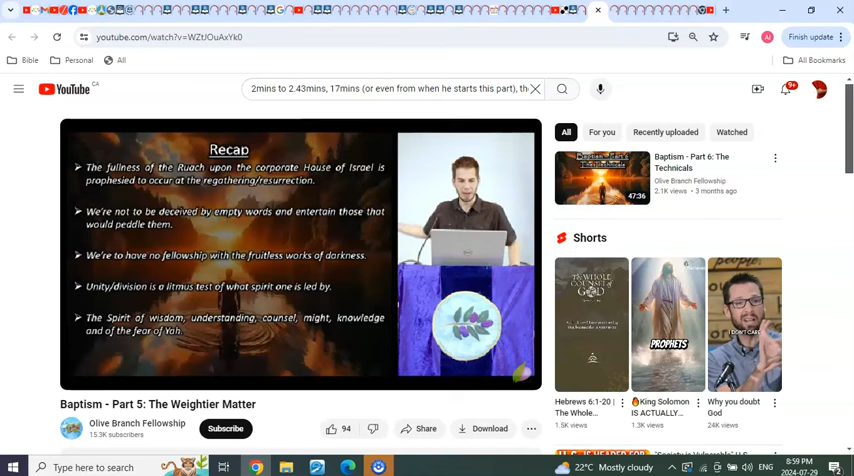 youtube.com/watch?v=WZtJOuAxYk0
Finish update
Bible
Personal
All
All Bookmarks
YouTube CA
2mins to 2.43mins, 17mins (or even from when he starts this part), th
9+
Recap
The fullness of the Ruach upon the corporate House of Israel is
prophesied to occur at the regathering/resurrection.
We're not to be deceived by empty words and entertain those that
would peddle them.
We're to have no fellowship with the fruitless works of darkness.
Unity/division is a litmus test of what spirit one is led by.
The Spirit of wisdom, understanding, counsel, might, knowledge
and of the fear of Yah.
DELL
Baptism - Part 5: The Weightier Matter
Olive Branch Fellowship
15.3K subscribers
Subscribe
94
Share
Download
All
For you
Recently uploaded
Watched
Baptism - Part 6
The Technicals
47:36
Baptism - Part 6: The
Technicals
Olive Branch Fellowship
2.1K views • 3 months ago
Shorts
THE WHOLE
COUNSEL
OF
GOD
PROPHETS
I DON'T CARE
Hebrews 6:1-20 |
The Whole...
1.5K views
King Solomon
IS ACTUALLY...
1.3K views
Why you doubt
God
24K views
Type here to search
22°C Mostly cloudy
ENG
8:59 PM
2024-07-29